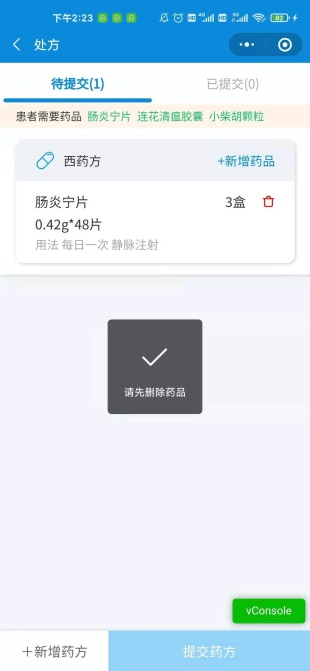 下午2:23
82
处方
待提交(1)
已提交(0)
患者需要药品 肠炎宁片 连花清瘟胶囊 小柴胡颗粒
西药方
+新增药品
肠炎宁片
3盒
0.42g*48片
用法 每日一次 静脉注射
请先删除药品
vConsole
+新增药方
提交药方